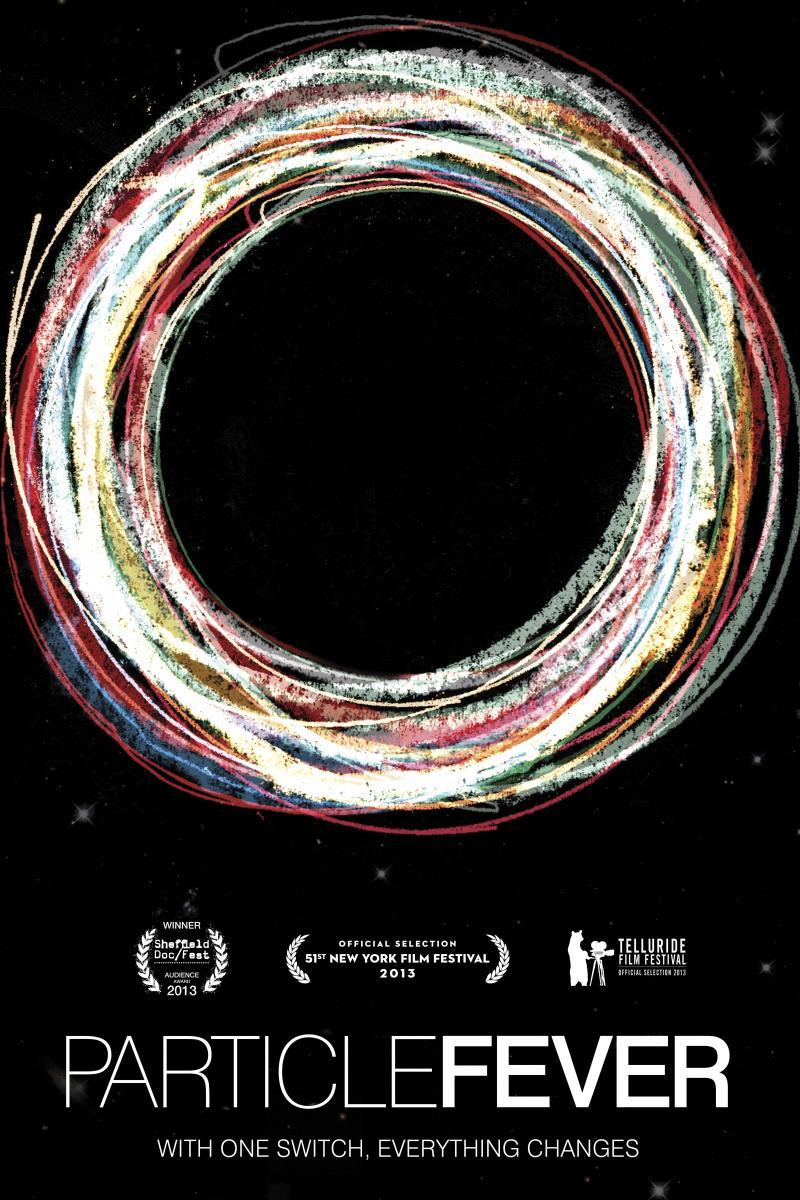 WINNER
Sheffield
Doc/Fest
AUDIENCE
AWARD
2013
OFFICIAL SELECTION
51ST NEW YORK FILM FESTIVAL
2013
TELLURIDE
FILM FESTIVAL
OFFICIAL SELECTION 2013
PARTICLEFEVER
WITH ONE SWITCH, EVERYTHING CHANGES